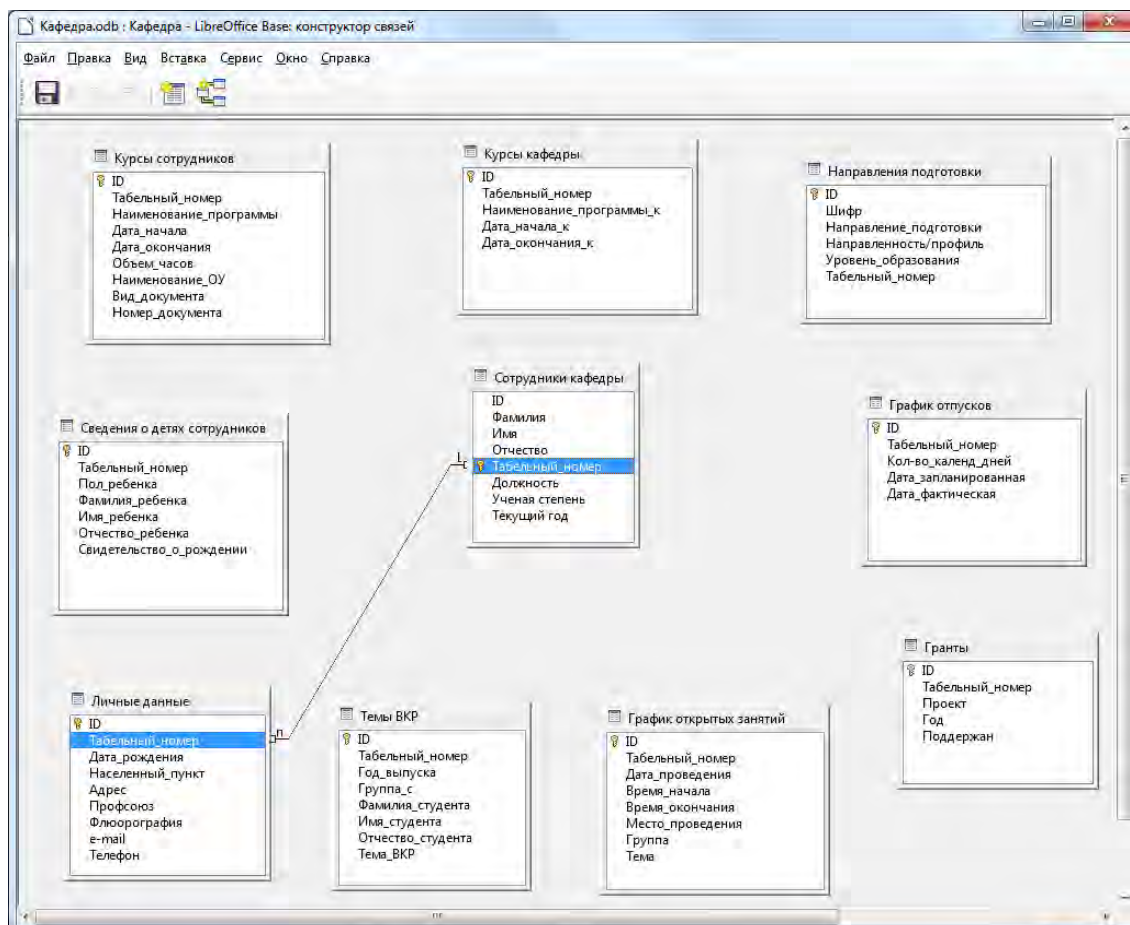 Кафедра.odb : Кафедра - LibreOffice Base: конструктор связей
Файл Правка Вид Вставка Сервис Окно Справка
Курсы сотрудников
ID
Табельный_номер
Наименование_программы
Дата_начала
Дата_окончания
Объем_часов
Наименование_ОУ
Вид_документа
Номер_документа
Курсы кафедры
ID
Табельный_номер
Наименование_программы_к
Дата_начала_к
Дата_окончания_к
Направления подготовки
ID
Шифр
Направление_подготовки
Направленность/профиль
Уровень_образования
Табельный_номер
Сведения о детях сотрудников
ID
Табельный_номер
Пол_ребенка
Фамилия_ребенка
Имя_ребенка
Отчество_ребенка
Свидетельство_о_рождении
Сотрудники кафедры
ID
Фамилия
Имя
Отчество
1
Табельный_номер
Должность
Ученая степень
Текущий год
График отпусков
ID
Табельный_номер
Кол-во_календ_дней
Дата_запланированная
Дата_фактическая
Личные данные
ID
Табельный_номер
n
Дата_рождения
Населенный_пункт
Адрес
Профсоюз
Флюорография
e-mail
Телефон
Темы ВКР
ID
Табельный_номер
Год_выпуска
Группа_с
Фамилия_студента
Имя_студента
Отчество_студента
Тема_ВКР
График открытых занятий
ID
Табельный_номер
Дата_проведения
Время_начала
Время_окончания
Место_проведения
Группа
Тема
Гранты
ID
Табельный_номер
Проект
Год
Поддержан